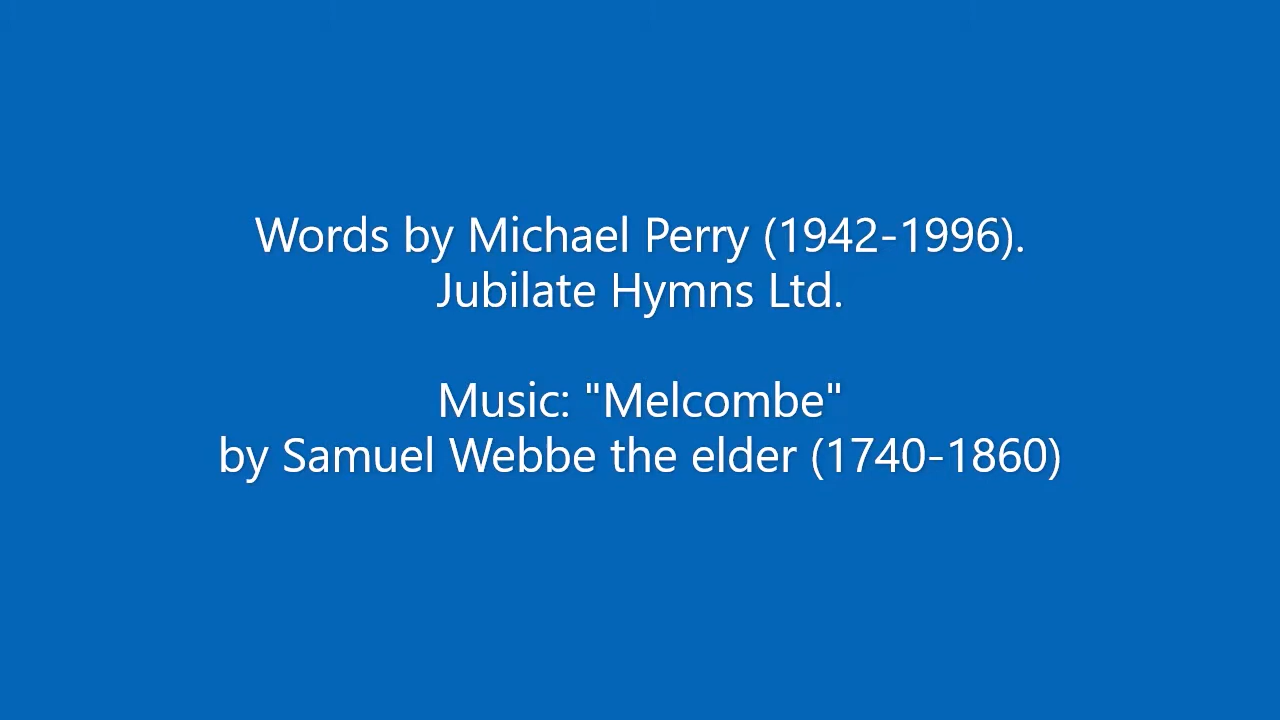 Words by Michael Perry (1942-1996).
Jubilate Hymns Ltd.
Music: "Melcombe"
by Samuel Webbe the elder (1740-1860)